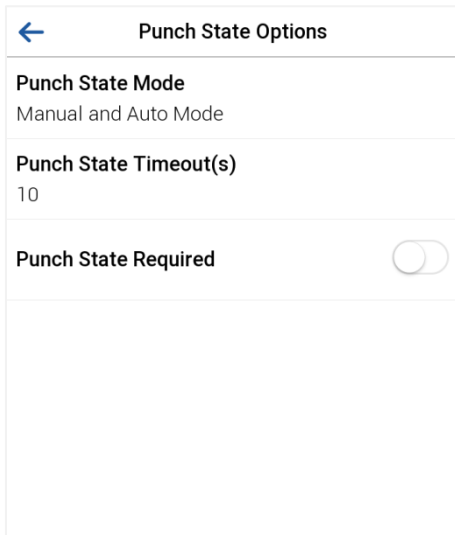 Punch State Options
Punch State Mode
Manual and Auto Mode
Punch State Timeout(s)
10
Punch State Required